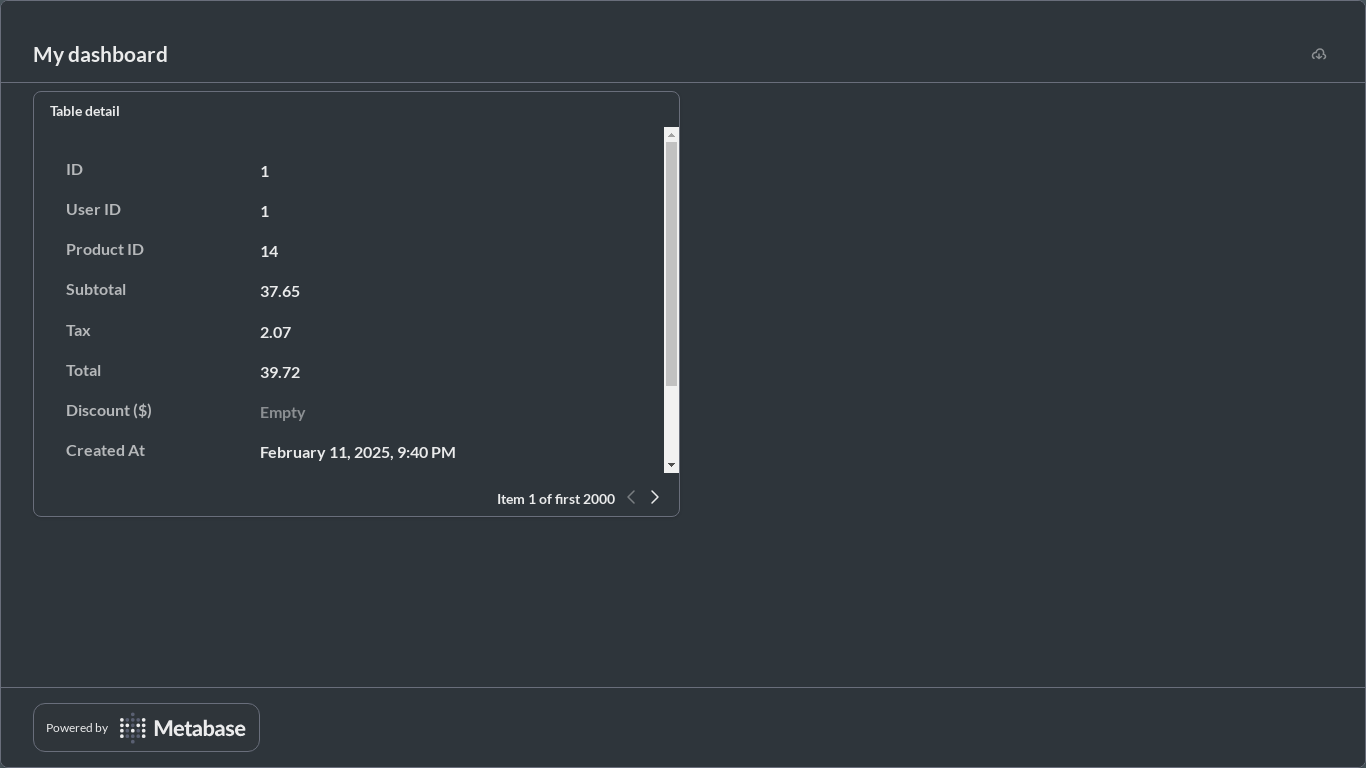 My dashboard
Table detail
ID 1
User ID 1
Product ID 14
Subtotal 37.65
Tax 2.07
Total 39.72
Discount ($) Empty
Created At February 11, 2025, 9:40 PM
Item 1 of first 2000
Powered by Metabase